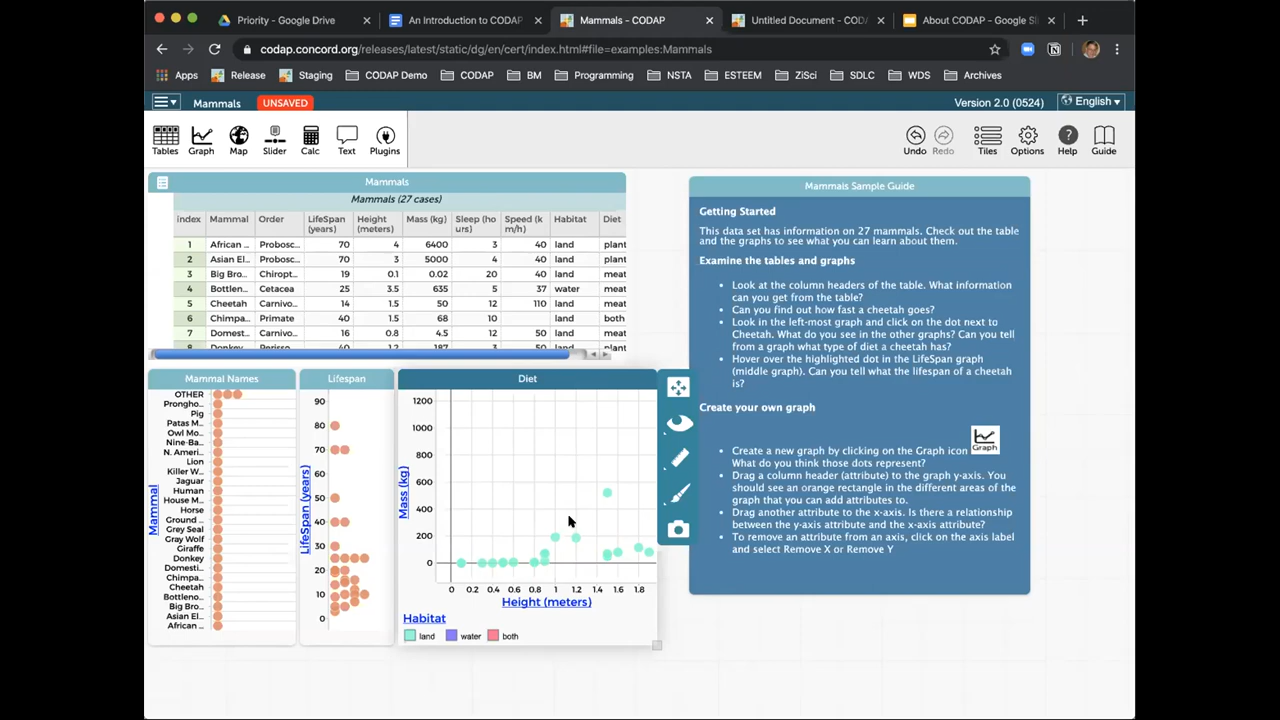 Priority - Google Drive
An Introduction to CODAP
Mammals - CODAP
Untitled Document - CODA
About CODAP - Google Sl
codap.concord.org/releases/latest/static/dg/en/cert/index.html#file=examples:Mammals
Apps Release Staging CODAP Demo CODAP BM Programming NSTA ESTEEM ZiSci SDLC WDS Archives
Mammals UNSAVED Version 2.0 (0524) English
Tables Graph Map Slider Calc Text Plugins Undo Redo Tiles Options Help Guide
Mammals
Mammals (27 cases)
index Mammal Order LifeSpan (years) Height (meters) Mass (kg) Sleep (ho urs) Speed (k m/h) Habitat Diet
1 African ... Probosc... 70 4 6400 3 40 land plant
2 Asian El... Probosc... 70 3 5000 4 40 land plant
3 Big Bro... Chiropt... 19 0.1 0.02 20 40 land meat
4 Bottlen... Cetacea 25 3.5 635 5 37 water meat
5 Cheetah Carnivo... 14 1.5 50 12 110 land meat
6 Chimpa... Primate 40 1.5 68 10 land both
7 Domest... Carnivo... 16 0.8 4.5 12 50 land meat
8 Donkey Perisso... 40 1.2 187 3 50 land plant
Mammal Names
OTHER
Prongho...
Pig
Patas M...
Owl Mo...
Nine-Ba...
N. Ameri...
Lion
Killer W...
Jaguar
Human
House M...
Horse
Ground ...
Grey Seal
Gray Wolf
Giraffe
Donkey
Domesti...
Chimpa...
Cheetah
Bottleno...
Big Bro...
Asian El...
African ...
Mammal
Lifespan
90
80
70
60
50
40
30
20
10
0
LifeSpan (years)
Diet
1200
1000
800
600
400
200
0
Mass (kg)
0 0.2 0.4 0.6 0.8 1 1.2 1.4 1.6 1.8
Height (meters)
Habitat
land water both
Mammals Sample Guide
Getting Started
This data set has information on 27 mammals. Check out the table
and the graphs to see what you can learn about them.
Examine the tables and graphs
• Look at the column headers of the table. What information
can you get from the table?
• Can you find out how fast a cheetah goes?
• Look in the left-most graph and click on the dot next to
Cheetah. What do you see in the other graphs? Can you tell
from a graph what type of diet a cheetah has?
• Hover over the highlighted dot in the LifeSpan graph
(middle graph). Can you tell what the lifespan of a cheetah
is?
Create your own graph
Graph
• Create a new graph by clicking on the Graph icon
What do you think those dots represent?
• Drag a column header (attribute) to the graph y-axis. You
should see an orange rectangle in the different areas of the
graph that you can add attributes to.
• Drag another attribute to the x-axis. Is there a relationship
between the y-axis attribute and the x-axis attribute?
• To remove an attribute from an axis, click on the axis label
and select Remove X or Remove Y